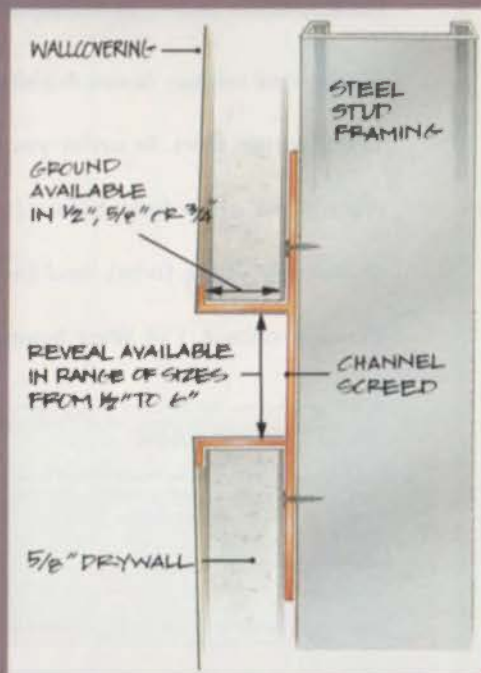 WALLCOVERING
GROUND
AVAILABLE
IN 1/2", 5/8" OR 3/4"
REVEAL AVAILABLE
IN RANGE OF SIZES
FROM 1/2" TO 6"
5/8" DRYWALL
STEEL
STUD
FRAMING
CHANNEL
SCREED